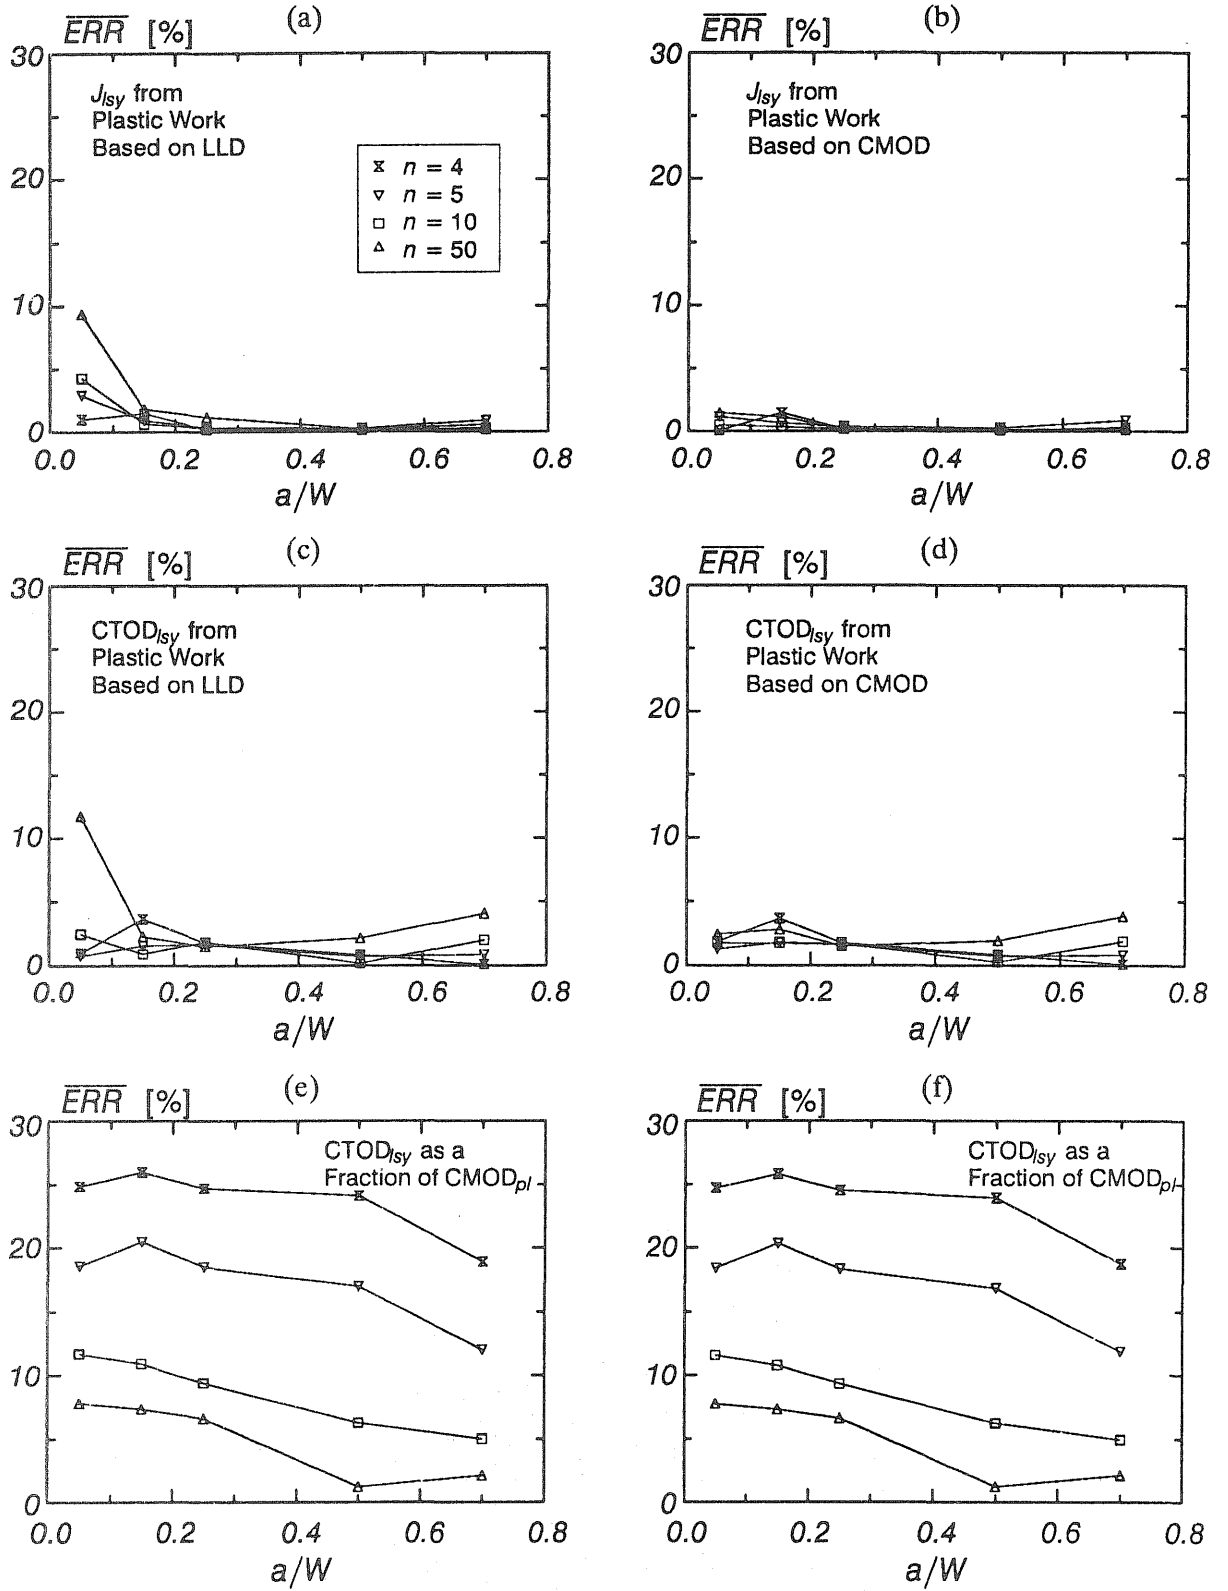 (a)
ERR [%]
30
20
10
0
J_lsy from
Plastic Work
Based on LLD
n = 4
n = 5
n = 10
n = 50
0.0 0.2 0.4 0.6 0.8
a/W
(b)
ERR [%]
30
20
10
0
J_lsy from
Plastic Work
Based on CMOD
0.0 0.2 0.4 0.6 0.8
a/W
(c)
ERR [%]
30
20
10
0
CTOD_lsy from
Plastic Work
Based on LLD
0.0 0.2 0.4 0.6 0.8
a/W
(d)
ERR [%]
30
20
10
0
CTOD_lsy from
Plastic Work
Based on CMOD
0.0 0.2 0.4 0.6 0.8
a/W
(e)
ERR [%]
30
20
10
0
CTOD_lsy as a
Fraction of CMOD_pl
0.0 0.2 0.4 0.6 0.8
a/W
(f)
ERR [%]
30
20
10
0
CTOD_lsy as a
Fraction of CMOD_pl
0.0 0.2 0.4 0.6 0.8
a/W